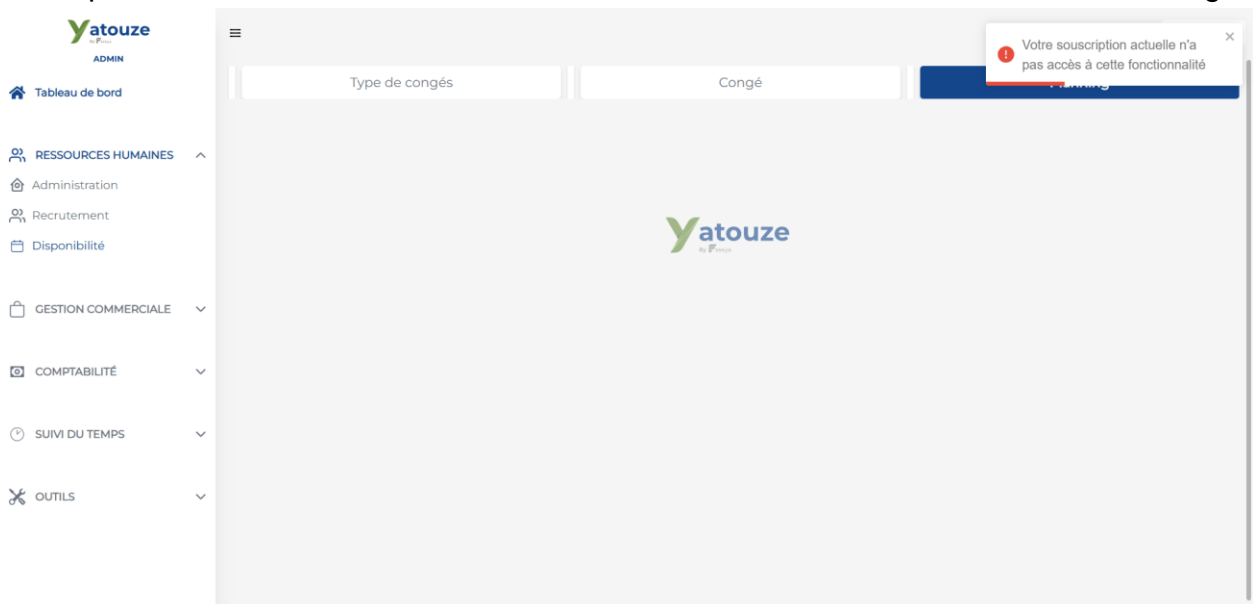 Yatouze
ADMIN
Tableau de bord
RESSOURCES HUMAINES
Administration
Recrutement
Disponibilité
GESTION COMMERCIALE
COMPTABILITÉ
SUIVI DU TEMPS
OUTILS
Votre souscription actuelle n'a
pas accès à cette fonctionnalité
Type de congés
Congé
Planning
Yatouze